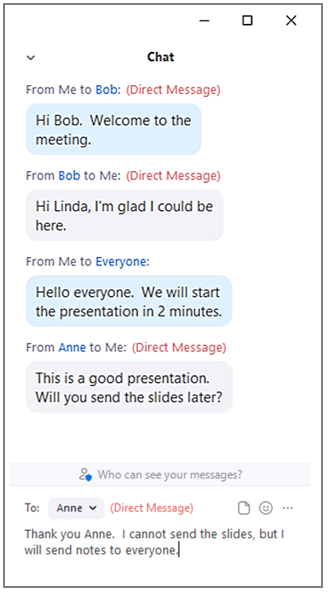 Chat
From Me to Bob: (Direct Message)
Hi Bob.  Welcome to the
meeting.
From Bob to Me: (Direct Message)
Hi Linda, I'm glad I could be
here.
From Me to Everyone:
Hello everyone.  We will start
the presentation in 2 minutes.
From Anne to Me: (Direct Message)
This is a good presentation.
Will you send the slides later?
Who can see your messages?
To: Anne (Direct Message)
Thank you Anne.  I cannot send the slides, but I
will send notes to everyone.